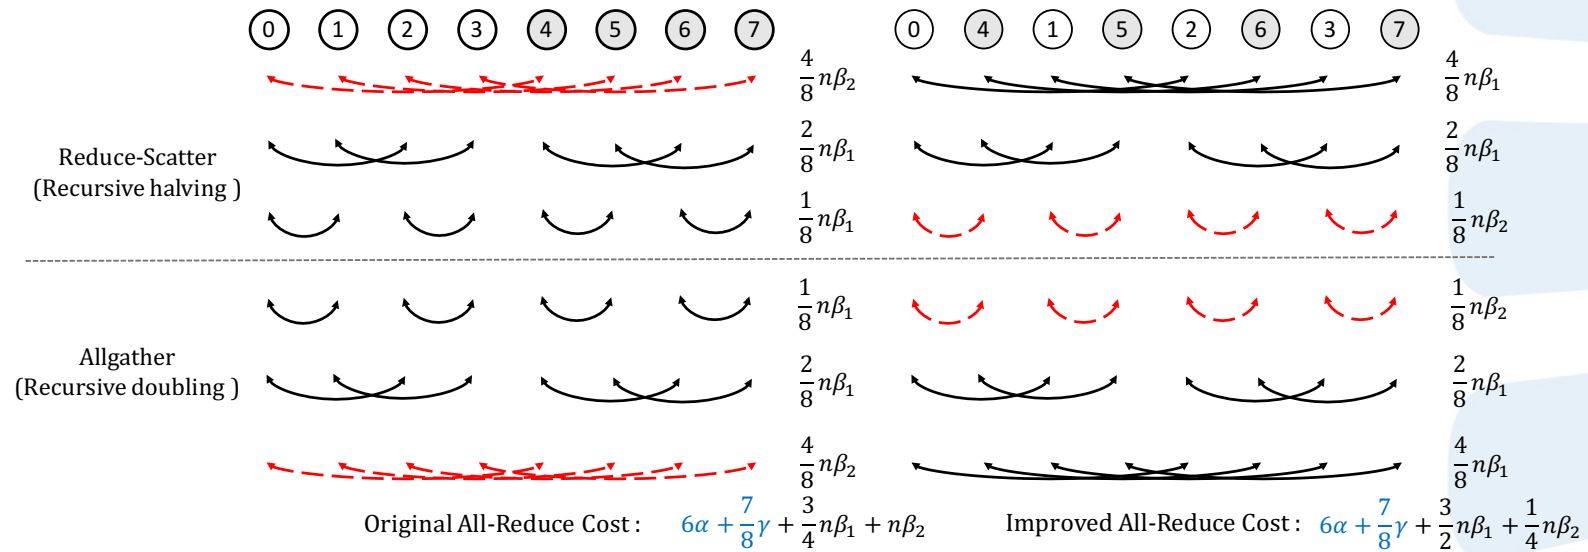 0 1 2 3 4 5 6 7 0 4 1 5 2 6 3 7
4/8 nβ₂ 4/8 nβ₁
Reduce-Scatter
(Recursive halving )
2/8 nβ₁ 2/8 nβ₁
1/8 nβ₁ 1/8 nβ₂
1/8 nβ₁ 1/8 nβ₂
Allgather
(Recursive doubling )
2/8 nβ₁ 2/8 nβ₁
4/8 nβ₂ 4/8 nβ₁
Original All-Reduce Cost : 6α + 7/8 γ + 3/4 nβ₁ + nβ₂ Improved All-Reduce Cost : 6α + 7/8 γ + 3/2 nβ₁ + 1/4 nβ₂